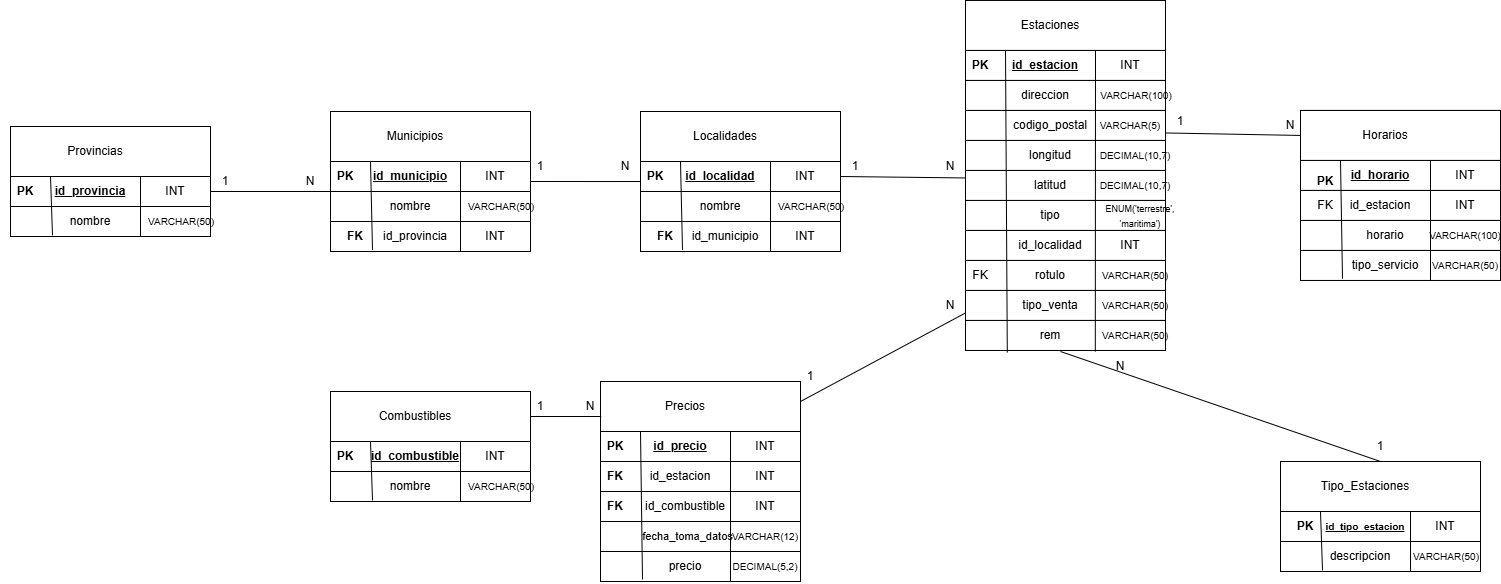 Provincias
PK id_provincia INT
nombre VARCHAR(50)
1 N
Municipios
PK id_municipio INT
nombre VARCHAR(50)
FK id_provincia INT
1 N
Localidades
PK id_localidad INT
nombre VARCHAR(50)
FK id_municipio INT
1 N
Estaciones
PK id_estacion INT
direccion VARCHAR(100)
codigo_postal VARCHAR(5)
longitud DECIMAL(10,7)
latitud DECIMAL(10,7)
tipo ENUM('terrestre',
'maritima')
id_localidad INT
FK rotulo VARCHAR(50)
tipo_venta VARCHAR(50)
rem VARCHAR(50)
1 N
Horarios
PK id_horario INT
FK id_estacion INT
horario VARCHAR(100)
tipo_servicio VARCHAR(50)
N
1
N
1
Combustibles
PK id_combustible INT
nombre VARCHAR(50)
1 N
Precios
PK id_precio INT
FK id_estacion INT
FK id_combustible INT
fecha_toma_datos VARCHAR(12)
precio DECIMAL(5,2)
Tipo_Estaciones
PK id_tipo_estacion INT
descripcion VARCHAR(50)